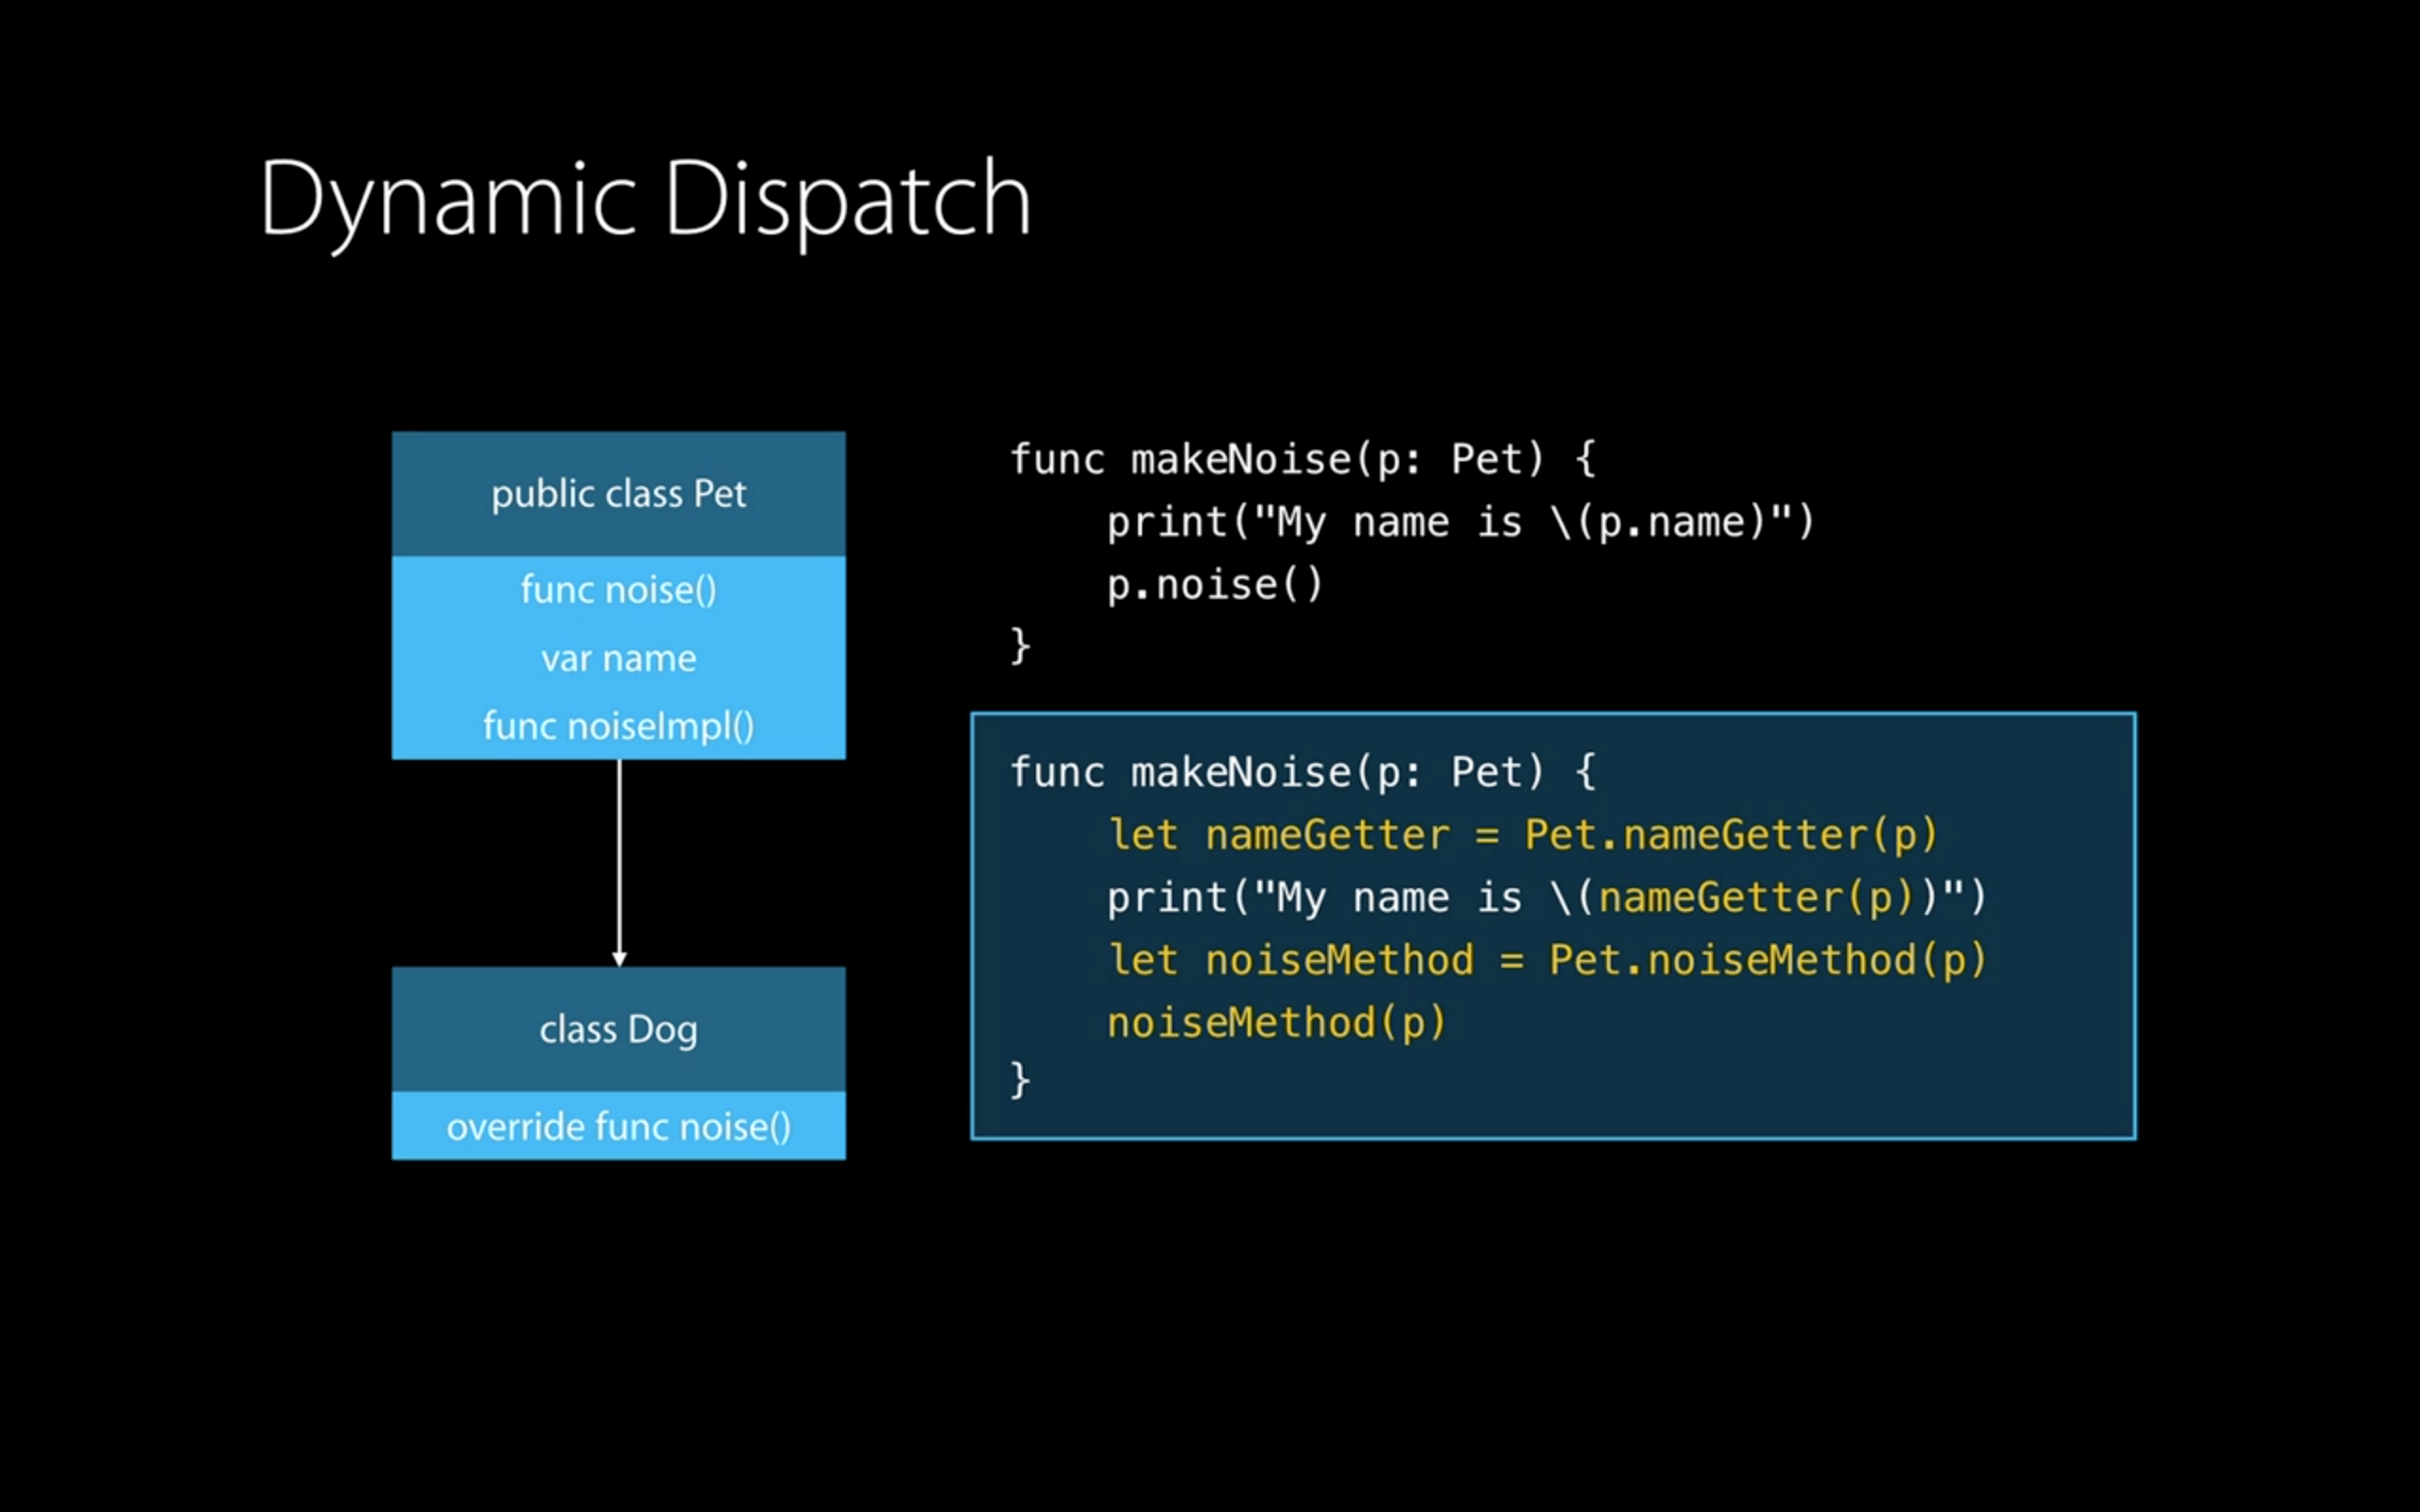 Dynamic Dispatch
public class Pet
func noise()
var name
func noiseImpl()
class Dog
override func noise()
func makeNoise(p: Pet) {
print("My name is \(p.name)")
p.noise()
}
func makeNoise(p: Pet) {
let nameGetter = Pet.nameGetter(p)
print("My name is \(nameGetter(p))")
let noiseMethod = Pet.noiseMethod(p)
noiseMethod(p)
}